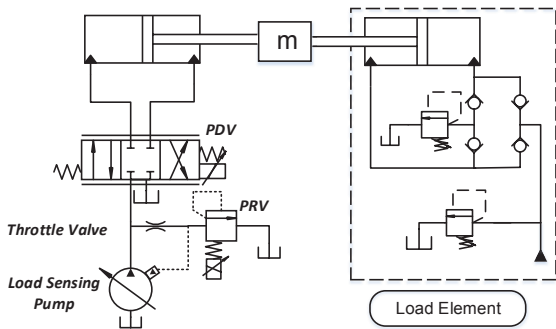 m
PDV
Throttle Valve
PRV
Load Sensing
Pump
Load Element